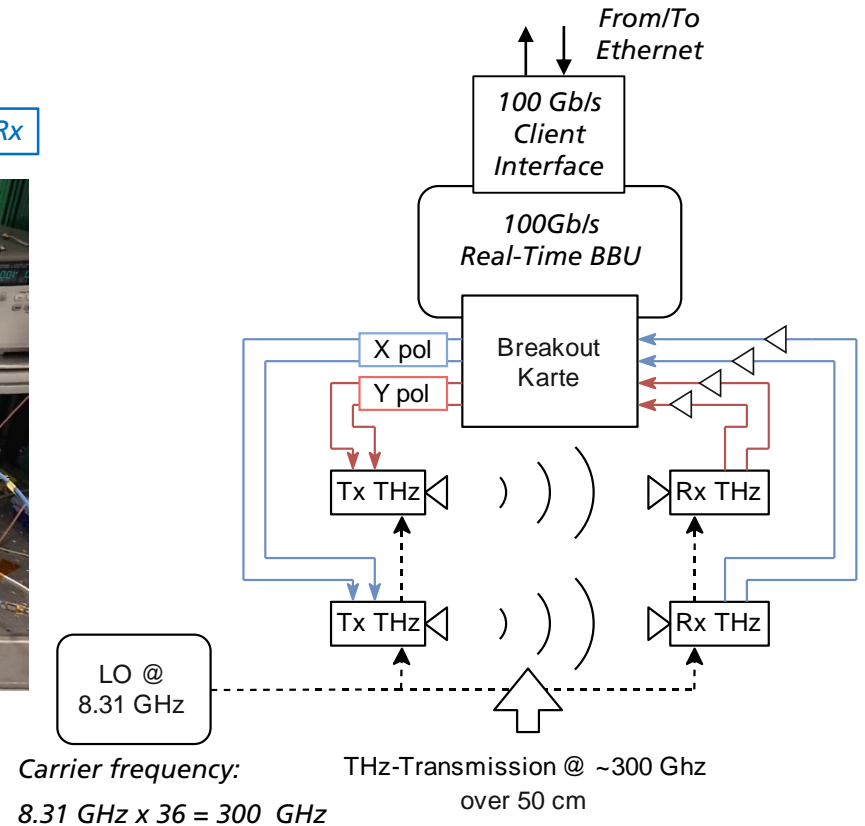 From/To
Ethernet
100 Gb/s
Client
Interface
Rx
100Gb/s
Real-Time BBU
X pol
Y pol
Breakout
Karte
Tx THz
Rx THz
Tx THz
Rx THz
LO @
8.31 GHz
Carrier frequency:
8.31 GHz x 36 = 300 GHz
THz-Transmission @ ~300 Ghz
over 50 cm